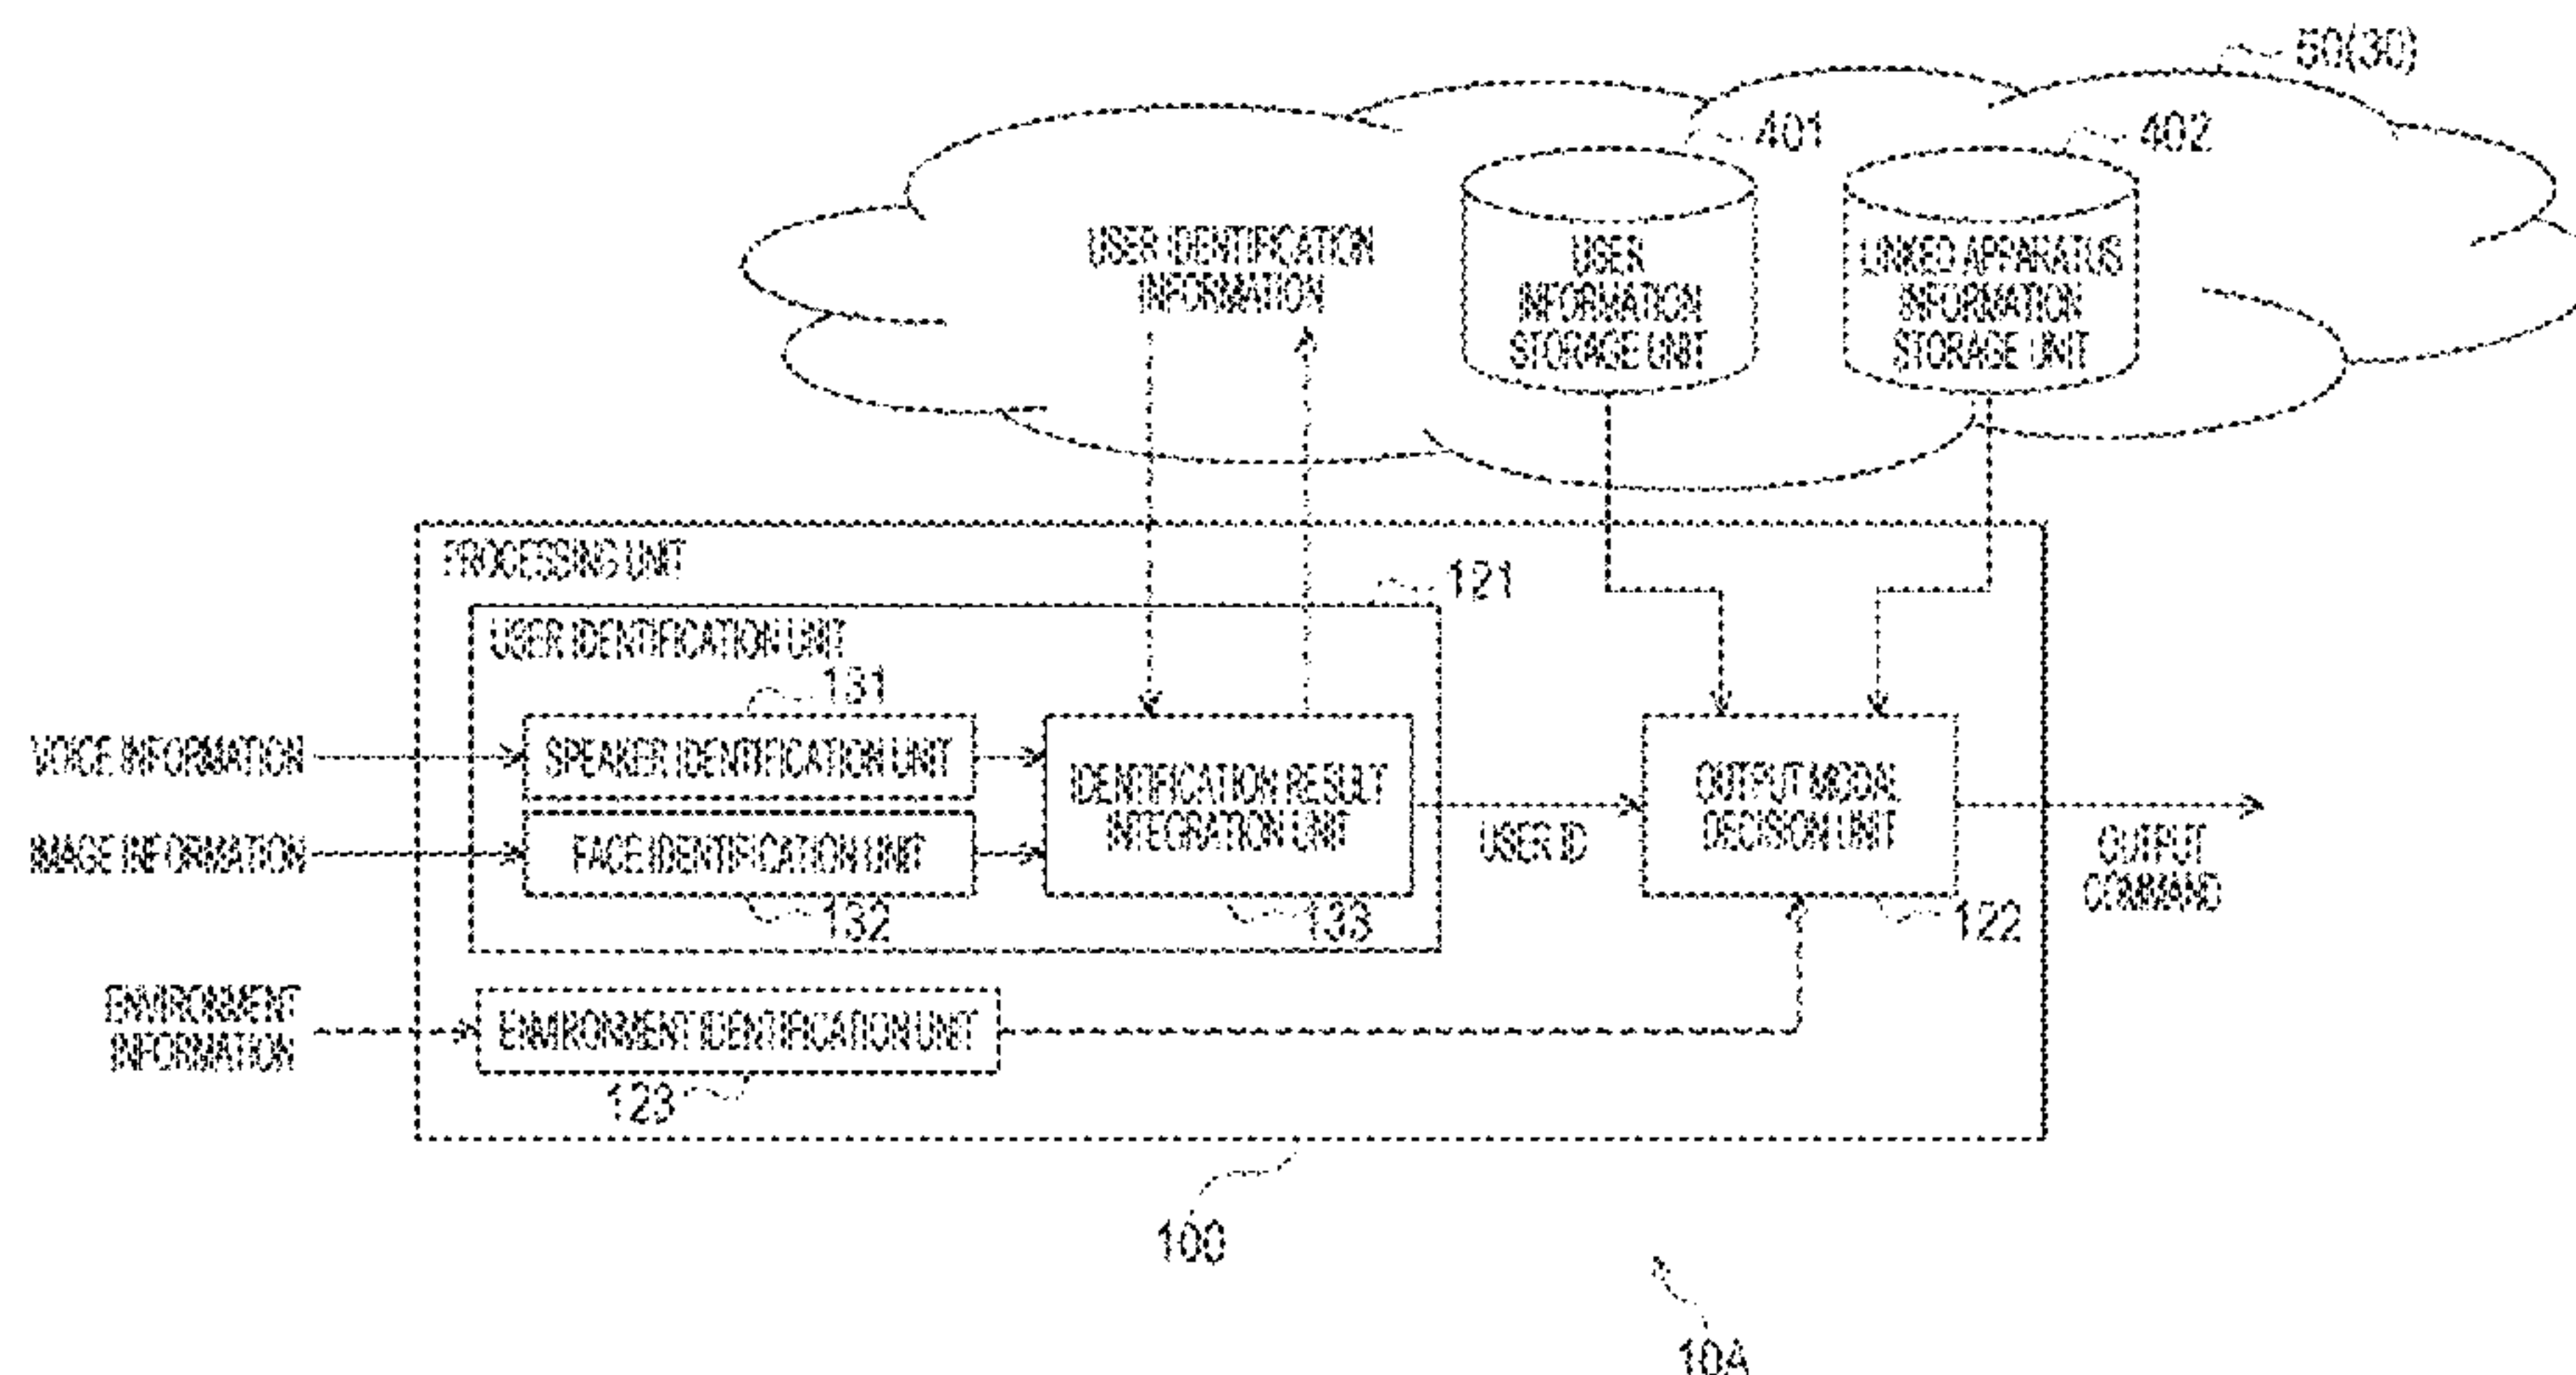 50(30)
401
402
USER IDENTIFICATION
INFORMATION
USER
INFORMATION
STORAGE UNIT
LINKED APPARATUS
INFORMATION
STORAGE UNIT
PROCESSING UNIT
121
USER IDENTIFICATION UNIT
131
VOICE INFORMATION
SPEAKER IDENTIFICATION UNIT
IDENTIFICATION RESULT
INTEGRATION UNIT
OUTPUT MODAL
DECISION UNIT
IMAGE INFORMATION
FACE IDENTIFICATION UNIT
USER ID
OUTPUT
COMMAND
132
133
122
ENVIRONMENT
INFORMATION
ENVIRONMENT IDENTIFICATION UNIT
123
100
10A